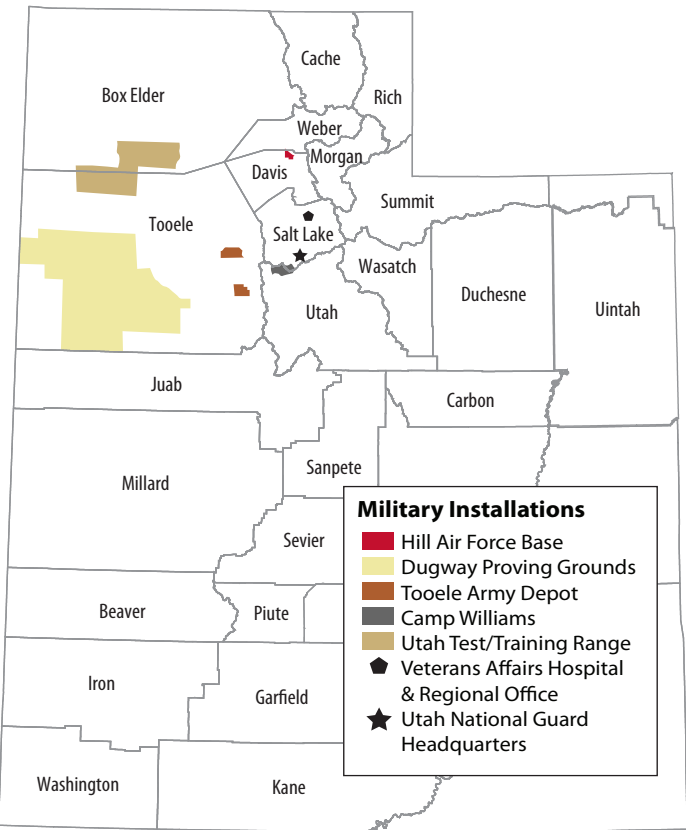 Cache
Box Elder
Rich
Weber
Morgan
Davis
Summit
Tooele
Salt Lake
Wasatch
Duchesne
Uintah
Utah
Juab
Carbon
Sanpete
Millard
Sevier
Beaver
Piute
Iron
Garfield
Washington
Kane
Military Installations
Hill Air Force Base
Dugway Proving Grounds
Tooele Army Depot
Camp Williams
Utah Test/Training Range
Veterans Affairs Hospital
& Regional Office
Utah National Guard
Headquarters